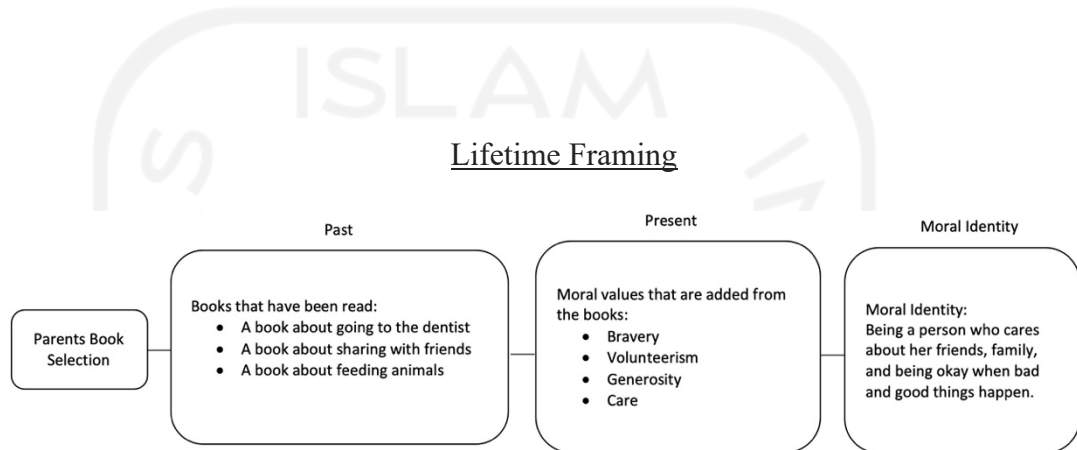 ISLAM
Lifetime Framing
Past
Present
Moral Identity
Parents Book
Selection
Books that have been read:
• A book about going to the dentist
• A book about sharing with friends
• A book about feeding animals
Moral values that are added from
the books:
• Bravery
• Volunteerism
• Generosity
• Care
Moral Identity:
Being a person who cares
about her friends, family,
and being okay when bad
and good things happen.